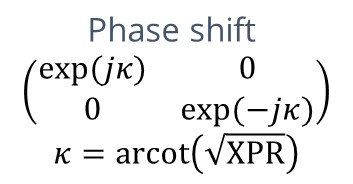 Phase shift
(exp(jκ) 0
0 exp(−jκ))
κ = arcot(√XPR)